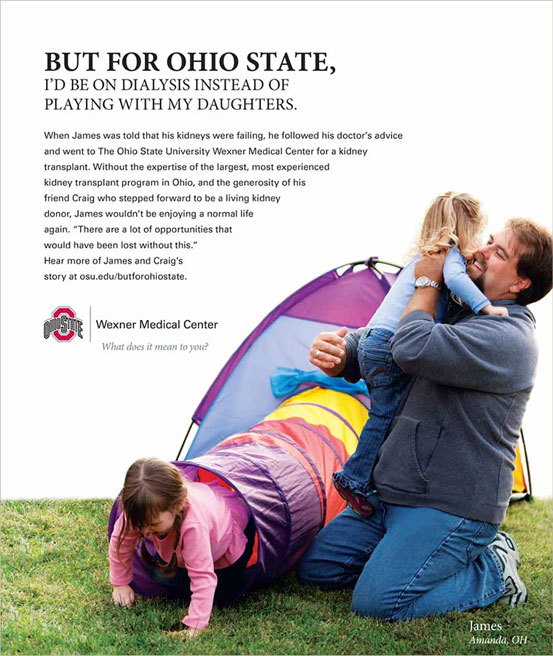 BUT FOR OHIO STATE,
I'D BE ON DIALYSIS INSTEAD OF
PLAYING WITH MY DAUGHTERS.
When James was told that his kidneys were failing, he followed his doctor's advice
and went to The Ohio State University Wexner Medical Center for a kidney
transplant. Without the expertise of the largest, most experienced
kidney transplant program in Ohio, and the generosity of his
friend Craig who stepped forward to be a living kidney
donor, James wouldn't be enjoying a normal life
again. “There are a lot of opportunities that
would have been lost without this.”
Hear more of James and Craig's
story at osu.edu/butforohiostate.
OHIO STATE
Wexner Medical Center
What does it mean to you?
James
Amanda, OH